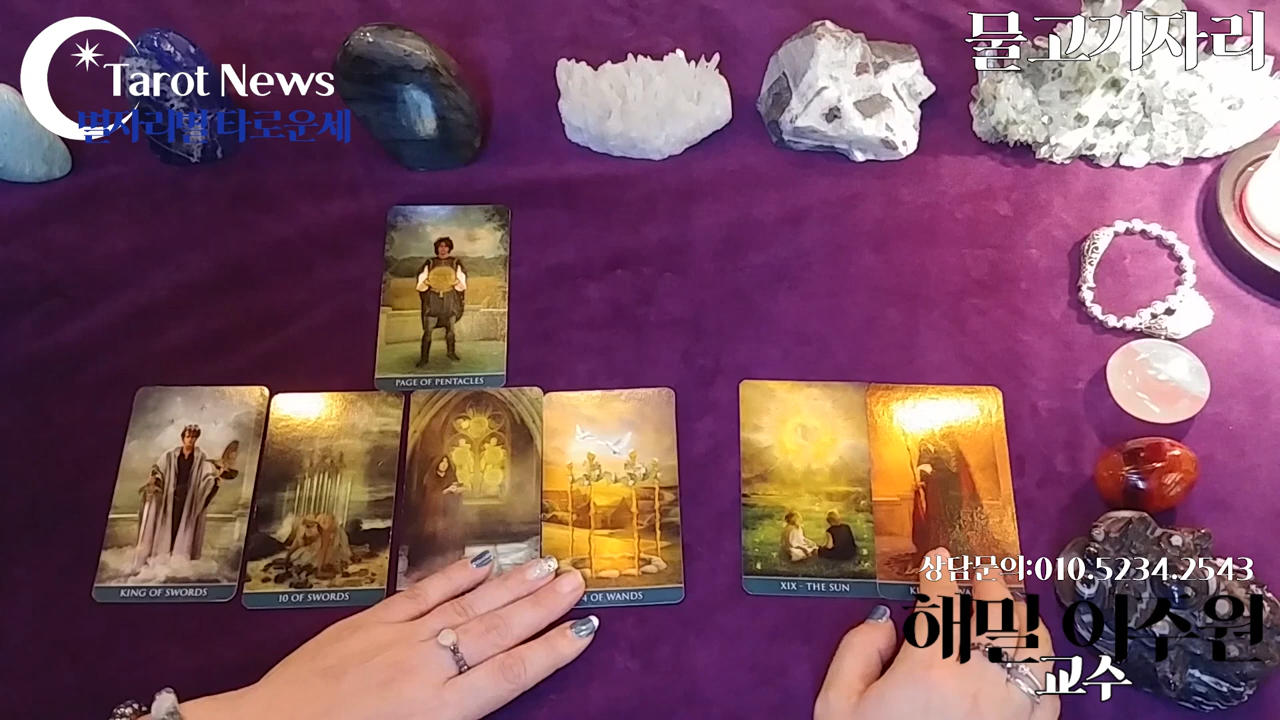 Tarot News
별자리별 타로운세
물고기자리
PAGE OF PENTACLES
KING OF SWORDS
10 OF SWORDS
OF WANDS
XIX - THE SUN
상담문의:010.5234.2543
해밀 이수원
교수